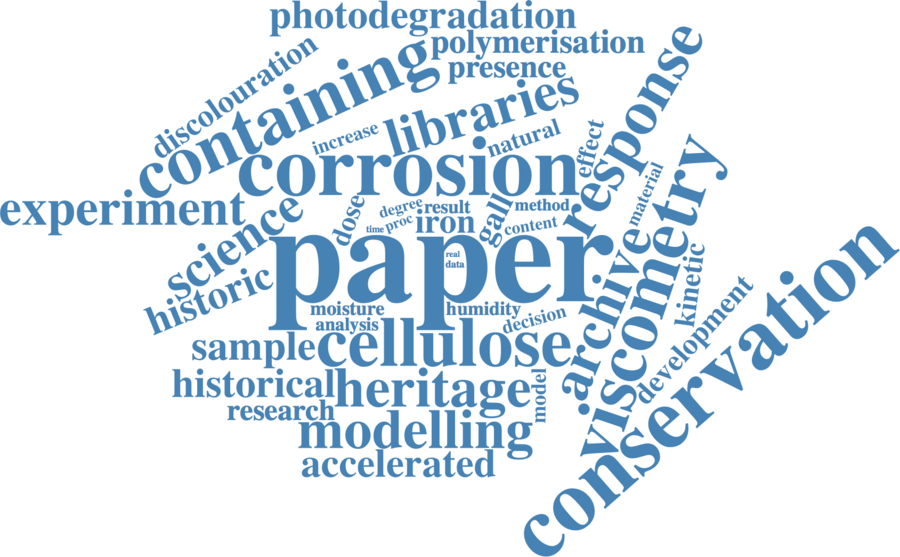 photodegradation
polymerisation
presence
discolouration
containing
libraries
response
increase
natural
effect
corrosion
material
experiment
science
dose
degree
result
gall
method
time
proc
iron
content
viscometry
paper
real
data
archive
kinetic
historic
moisture
humidity
analysis
decision
development
conservation
sample
cellulose
historical
heritage
model
research
modelling
accelerated